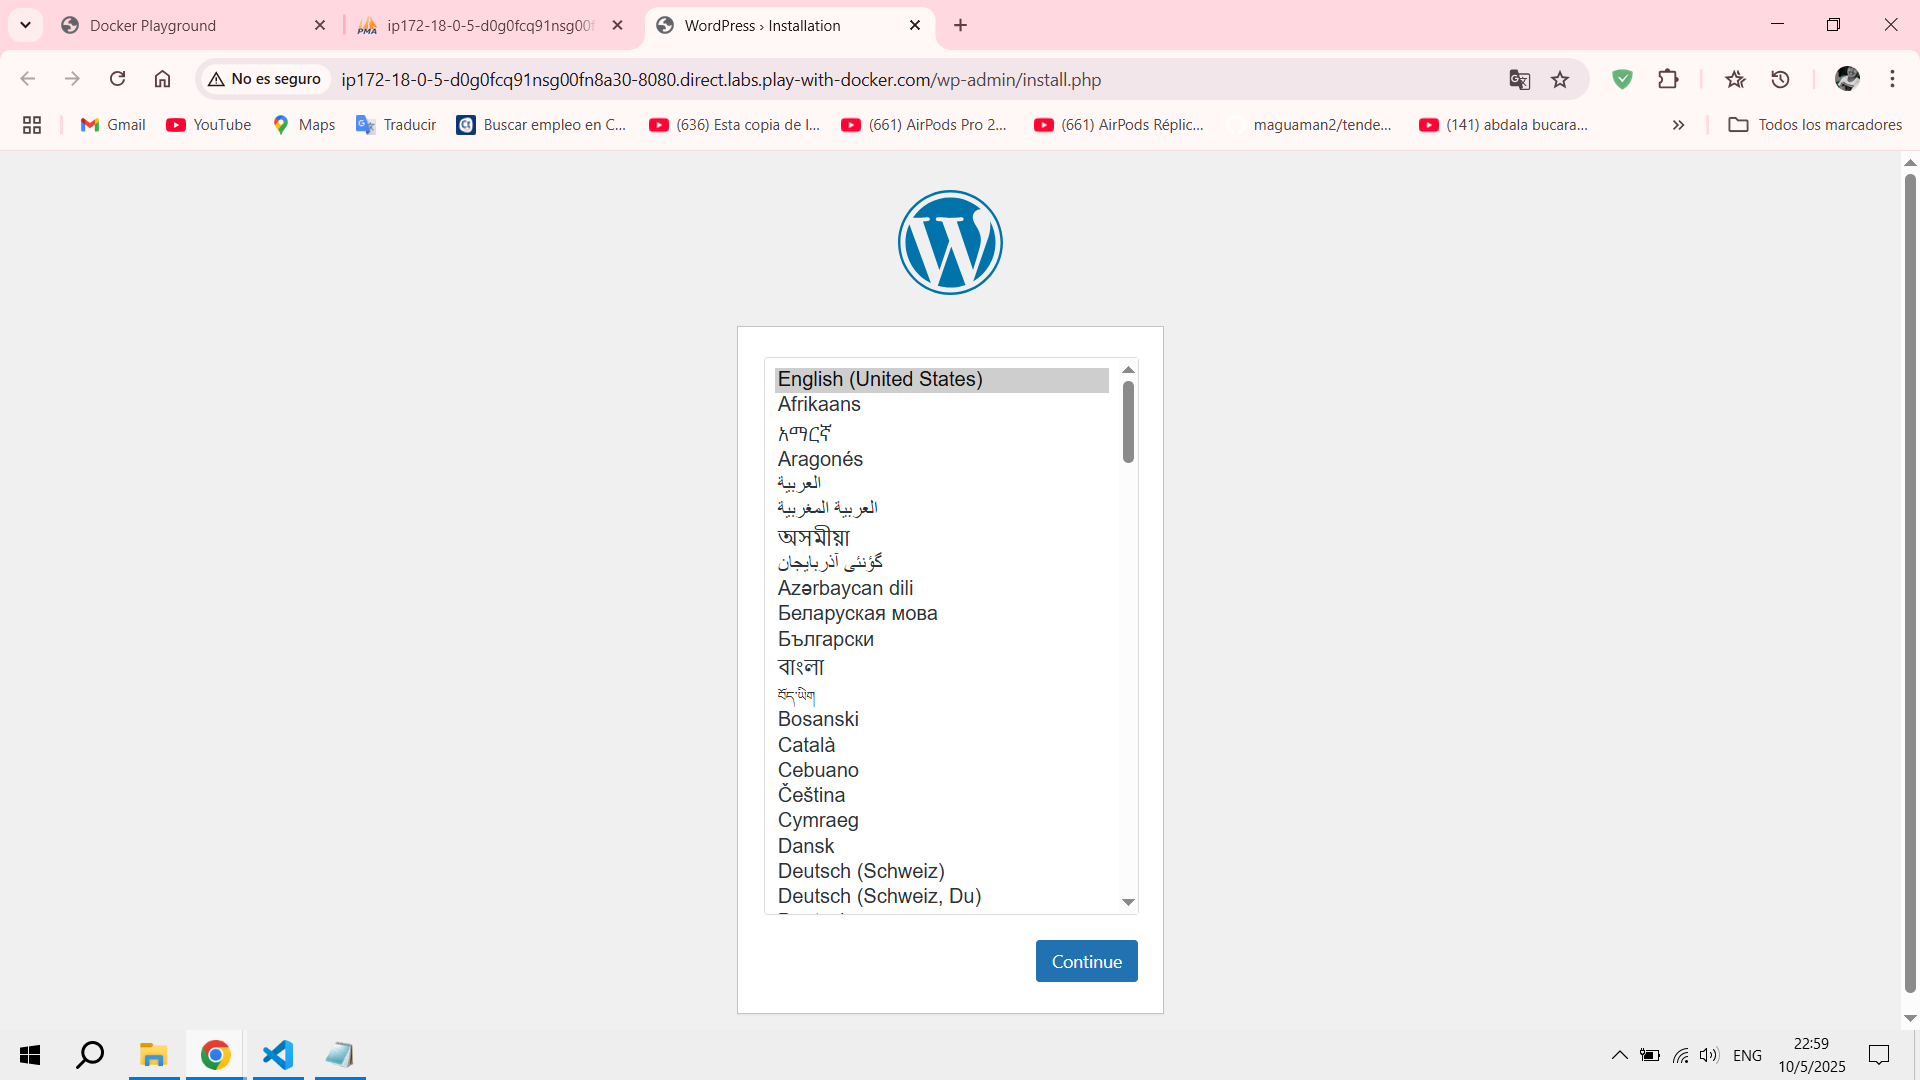 Docker Playground
ip172-18-0-5-d0g0fcq91nsg00f
WordPress › Installation
No es seguro
ip172-18-0-5-d0g0fcq91nsg00fn8a30-8080.direct.labs.play-with-docker.com/wp-admin/install.php
Gmail
YouTube
Maps
Traducir
Buscar empleo en C...
(636) Esta copia de l...
(661) AirPods Pro 2...
(661) AirPods Réplic...
maguaman2/tende...
(141) abdala bucara...
Todos los marcadores
English (United States)
Afrikaans
አማርኛ
Aragonés
العربية
العربية المغربية
অসমীয়া
گؤنئی آذربایجان
Azərbaycan dili
Беларуская мова
Български
বাংলা
བོད་ཡིག
Bosanski
Català
Cebuano
Čeština
Cymraeg
Dansk
Deutsch (Schweiz)
Deutsch (Schweiz, Du)
Continue
ENG
22:59
10/5/2025